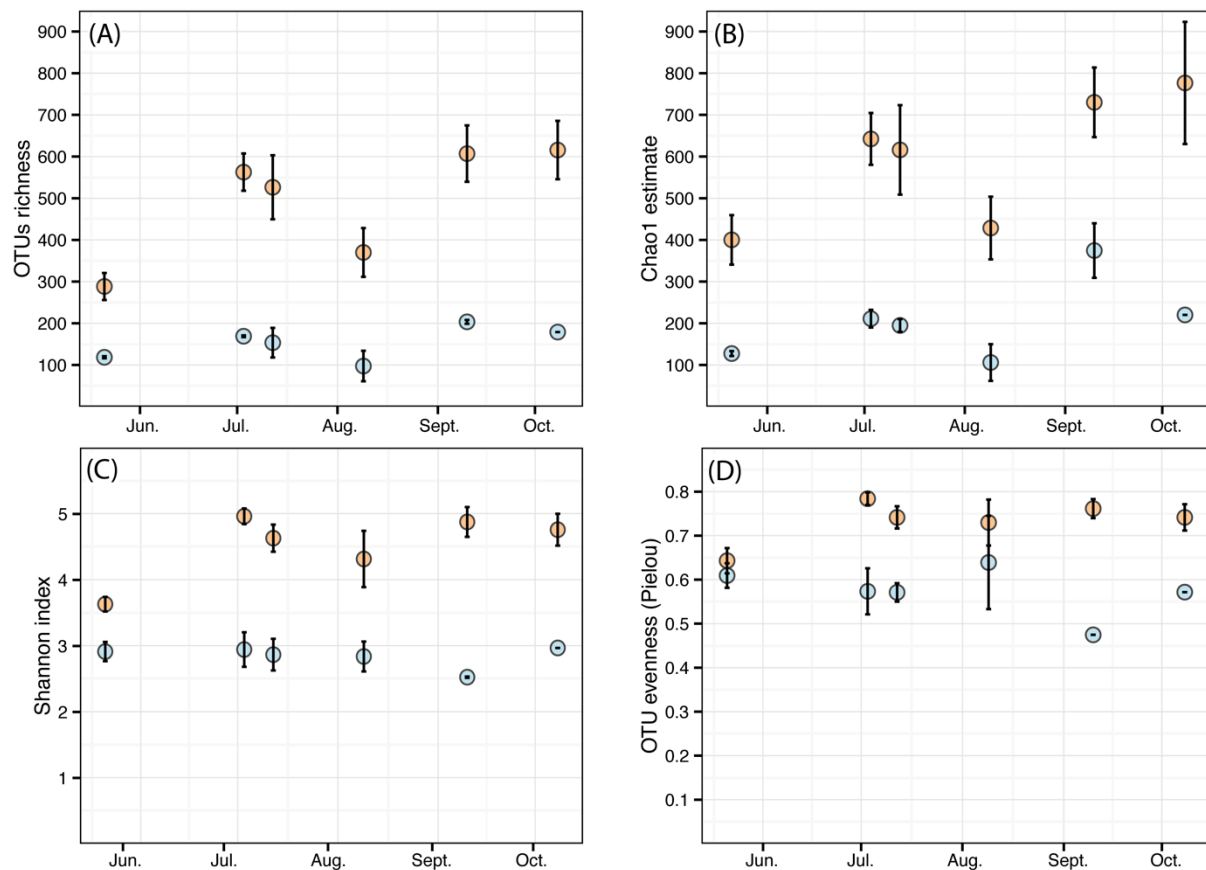 (A)
OTUs richness
900
800
700
600
500
400
300
200
100
Jun. Jul. Aug. Sept. Oct.
(B)
Chao1 estimate
900
800
700
600
500
400
300
200
100
Jun. Jul. Aug. Sept. Oct.
(C)
Shannon index
5
4
3
2
1
Jun. Jul. Aug. Sept. Oct.
(D)
OTU evenness (Pielou)
0.8
0.7
0.6
0.5
0.4
0.3
0.2
0.1
Jun. Jul. Aug. Sept. Oct.